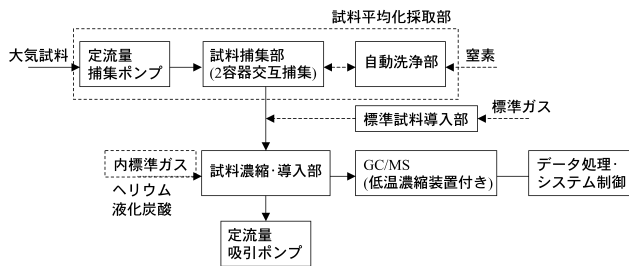 試料平均化採取部
大気試料
定流量
捕集ポンプ
試料捕集部
(2容器交互捕集)
自動洗浄部
窒素
標準ガス
標準試料導入部
内標準ガス
ヘリウム
液化炭酸
試料濃縮・導入部
GC/MS
(低温濃縮装置付き)
データ処理・
システム制御
定流量
吸引ポンプ